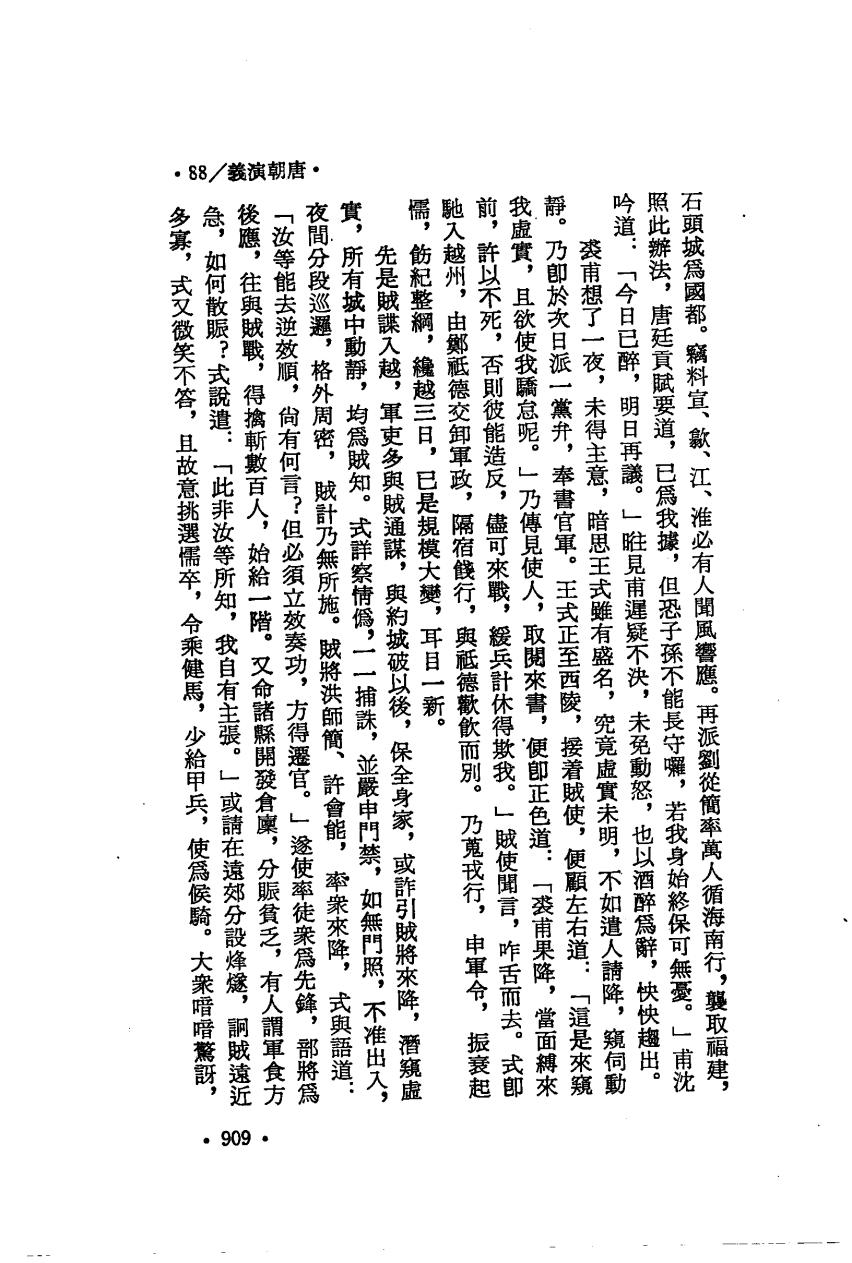 •88／義演朝唐•
石頭城爲國都。竊料宣、歙、江、淮必有人聞風響應。再派劉從簡率萬人循海南行，襲取福建，
照此辦法，唐廷貢賦要道，已爲我據，但恐子孫不能長守囉，若我身始終保可無憂。」甫沈
吟道：「今日已醉，明日再議。」暀見甫遲疑不決，未免動怒，也以酒醉爲辭，怏怏趨出。
裘甫想了一夜，未得主意，暗思王式雖有盛名，究竟虛實未明，不如遣人請降，窺伺動
靜。乃卽於次日派一黨弁，奉書官軍。王式正至西陵，接着賊使，便顧左右道：「這是來窺
我虛實，且欲使我驕怠呢。」乃傳見使人，取閱來書，便卽正色道：「裘甫果降，當面縛來
前，許以不死，否則彼能造反，儘可來戰，緩兵計休得欺我。」賊使聞言，咋舌而去。式卽
馳入越州，由鄭祗德交卸軍政，隔宿餞行，與祗德歡飲而別。乃蒐戎行，申軍令，振衰起
懦，飭紀整綱，纔越三日，已是規模大變，耳目一新。
先是賊諜入越，軍吏多與賊通謀，與約城破以後，保全身家，或詐引賊將來降，潛窺虛
實，所有城中動靜，均爲賊知。式詳察情僞，一一捕誅，並嚴申門禁，如無門照，不准出入，
夜間分段巡邏，格外周密，賊計乃無所施。賊將洪師簡、許會能，率衆來降，式與語道：
「汝等能去逆效順，尙有何言？但必須立效奏功，方得遷官。」遂使率徒衆爲先鋒，部將爲
後應，往與賊戰，得擒斬數百人，始給一階。又命諸縣開發倉廩，分賑貧乏，有人謂軍食方
急，如何散賑？式說道：「此非汝等所知，我自有主張。」或請在遠郊分設烽燧，詗賊遠近
多寡，式又微笑不答，且故意挑選懦卒，令乘健馬，少給甲兵，使爲候騎。大衆暗暗驚訝，
•909•